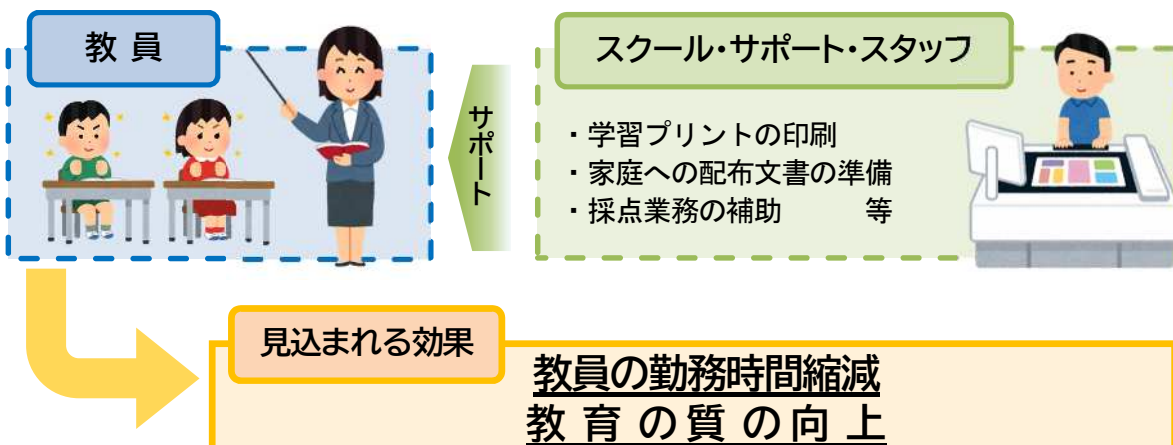 教員
スクール・サポート・スタッフ
サポート
・学習プリントの印刷
・家庭への配布文書の準備
・採点業務の補助　　　等
見込まれる効果
教員の勤務時間縮減
教育の質の向上